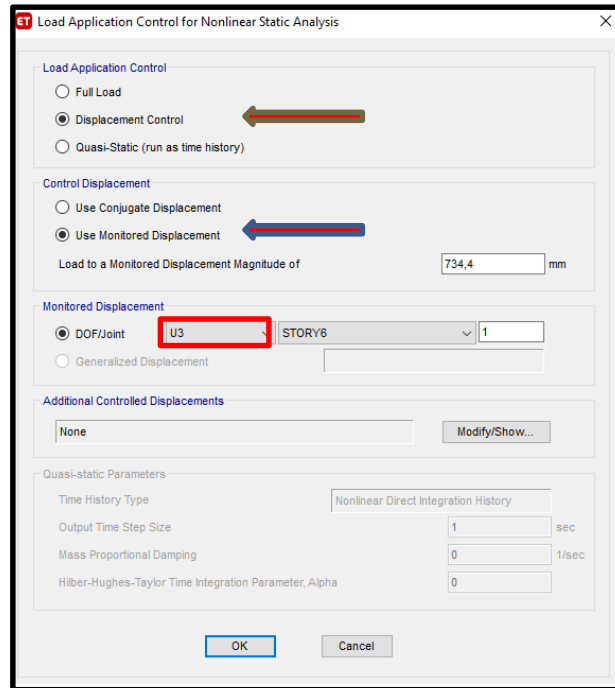 ET Load Application Control for Nonlinear Static Analysis
Load Application Control
Full Load
Displacement Control
Quasi-Static (run as time history)
Control Displacement
Use Conjugate Displacement
Use Monitored Displacement
Load to a Monitored Displacement Magnitude of 734,4 mm
Monitored Displacement
DOF/Joint U3 STORY6 1
Generalized Displacement
Additional Controlled Displacements
None Modify/Show...
Quasi-static Parameters
Time History Type Nonlinear Direct Integration History
Output Time Step Size 1 sec
Mass Proportional Damping 0 1/sec
Hilber-Hughes-Taylor Time Integration Parameter, Alpha 0
OK Cancel